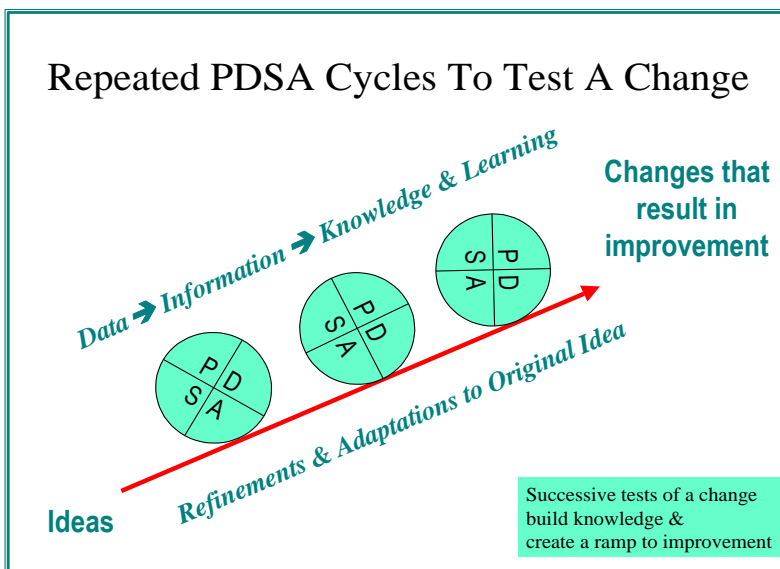 Repeated PDSA Cycles To Test A Change
Data → Information → Knowledge & Learning
Changes that
result in
improvement
P D
S A
P D
S A
S P
A D
Refinements & Adaptations to Original Idea
Ideas
Successive tests of a change
build knowledge &
create a ramp to improvement